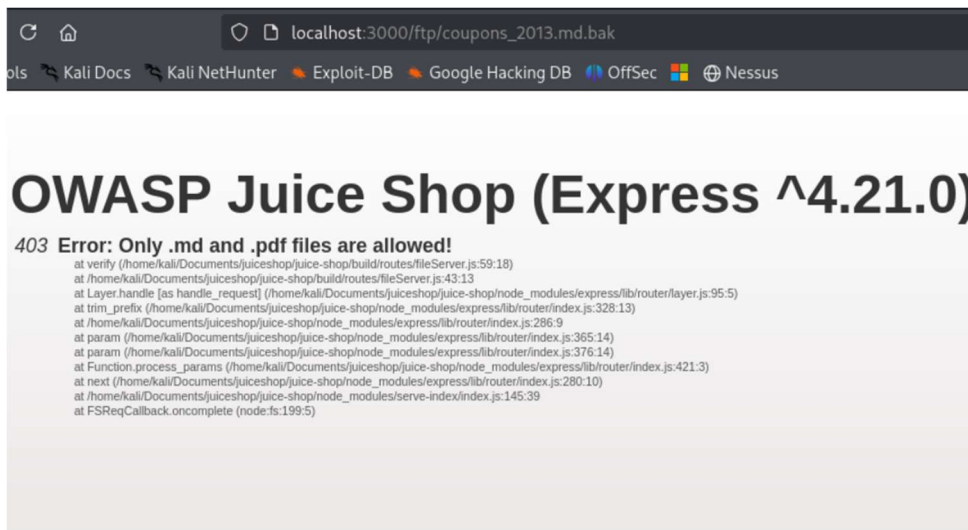 localhost:3000/ftp/coupons_2013.md.bak
ols Kali Docs Kali NetHunter Exploit-DB Google Hacking DB OffSec Nessus
OWASP Juice Shop (Express ^4.21.0)
403 Error: Only .md and .pdf files are allowed!
at verify (/home/kali/Documents/juiceshop/juice-shop/build/routes/fileServer.js:59:18)
at /home/kali/Documents/juiceshop/juice-shop/build/routes/fileServer.js:43:13
at Layer.handle [as handle_request] (/home/kali/Documents/juiceshop/juice-shop/node_modules/express/lib/router/layer.js:95:5)
at trim_prefix (/home/kali/Documents/juiceshop/juice-shop/node_modules/express/lib/router/index.js:328:13)
at /home/kali/Documents/juiceshop/juice-shop/node_modules/express/lib/router/index.js:286:9
at param (/home/kali/Documents/juiceshop/juice-shop/node_modules/express/lib/router/index.js:365:14)
at param (/home/kali/Documents/juiceshop/juice-shop/node_modules/express/lib/router/index.js:376:14)
at Function.process_params (/home/kali/Documents/juiceshop/juice-shop/node_modules/express/lib/router/index.js:421:3)
at next (/home/kali/Documents/juiceshop/juice-shop/node_modules/express/lib/router/index.js:280:10)
at /home/kali/Documents/juiceshop/juice-shop/node_modules/serve-index/index.js:145:39
at FSReqCallback.oncomplete (node:fs:199:5)